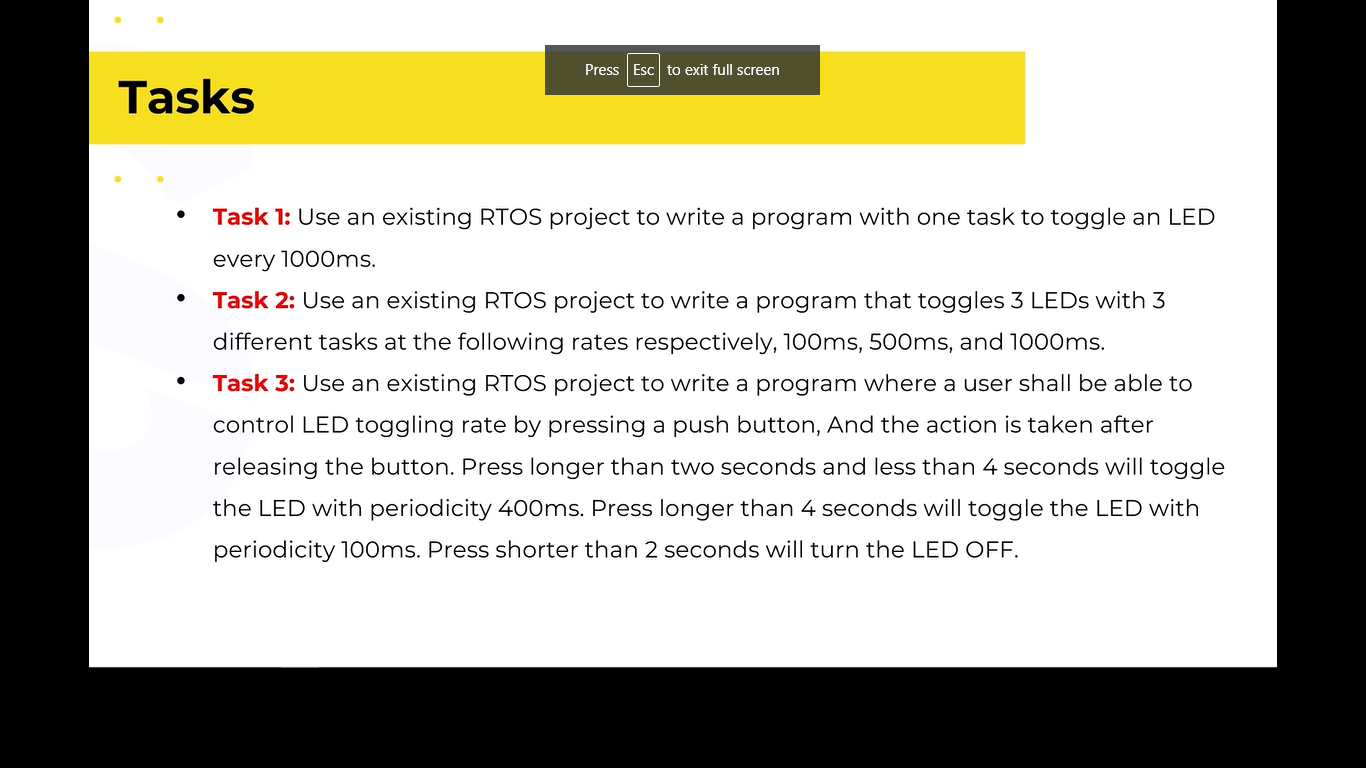 Press Esc to exit full screen
Tasks
• Task 1: Use an existing RTOS project to write a program with one task to toggle an LED
every 1000ms.
• Task 2: Use an existing RTOS project to write a program that toggles 3 LEDs with 3
different tasks at the following rates respectively, 100ms, 500ms, and 1000ms.
• Task 3: Use an existing RTOS project to write a program where a user shall be able to
control LED toggling rate by pressing a push button, And the action is taken after
releasing the button. Press longer than two seconds and less than 4 seconds will toggle
the LED with periodicity 400ms. Press longer than 4 seconds will toggle the LED with
periodicity 100ms. Press shorter than 2 seconds will turn the LED OFF.